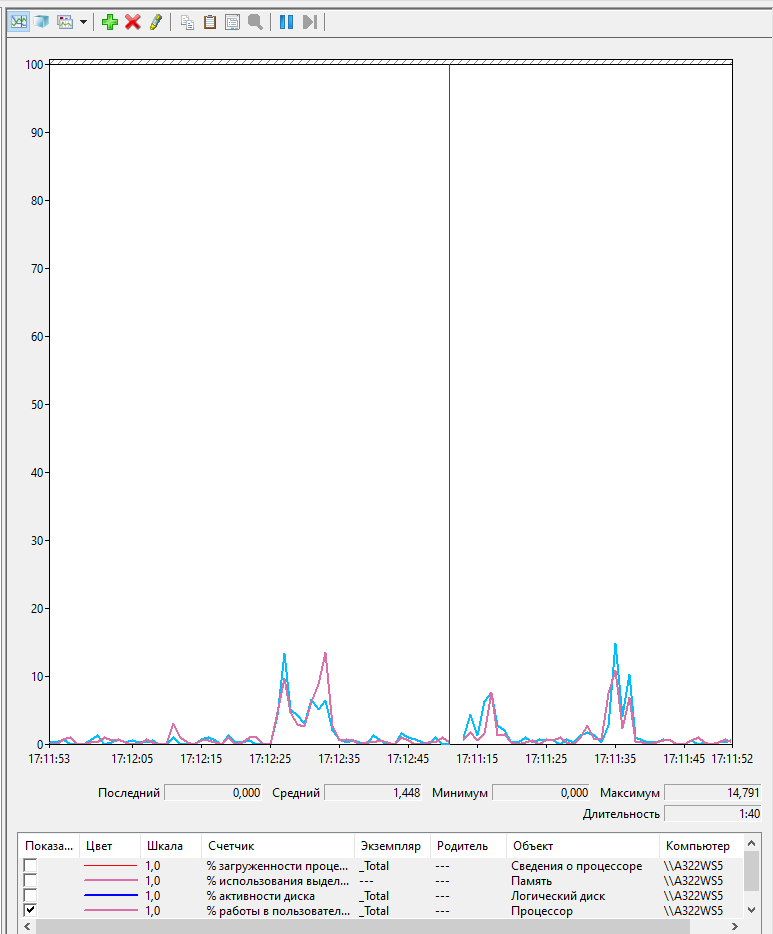 100
90
80
70
60
50
40
30
20
10
0
17:11:53 17:12:05 17:12:15 17:12:25 17:12:35 17:12:45 17:11:15 17:11:25 17:11:35 17:11:45 17:11:52
Последний 0,000 Средний 1,448 Минимум 0,000 Максимум 14,791
Длительность 1:40
Показа... Цвет Шкала Счетчик Экземпляр Родитель Объект Компьютер
1,0 % загруженности проце... _Total --- Сведения о процессоре \\A322WS5
1,0 % использования выдел... --- --- Память \\A322WS5
1,0 % активности диска _Total --- Логический диск \\A322WS5
1,0 % работы в пользовател... _Total --- Процессор \\A322WS5